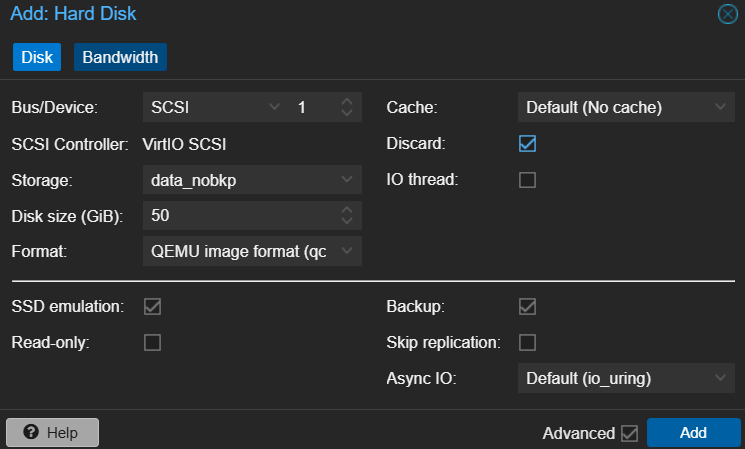 Add: Hard Disk
Disk Bandwidth
Bus/Device: SCSI 1 Cache: Default (No cache)
SCSI Controller: VirtIO SCSI Discard:
Storage: data_nobkp IO thread:
Disk size (GiB): 50
Format: QEMU image format (qc
SSD emulation: Backup:
Read-only: Skip replication:
Async IO: Default (io_uring)
? Help Advanced Add